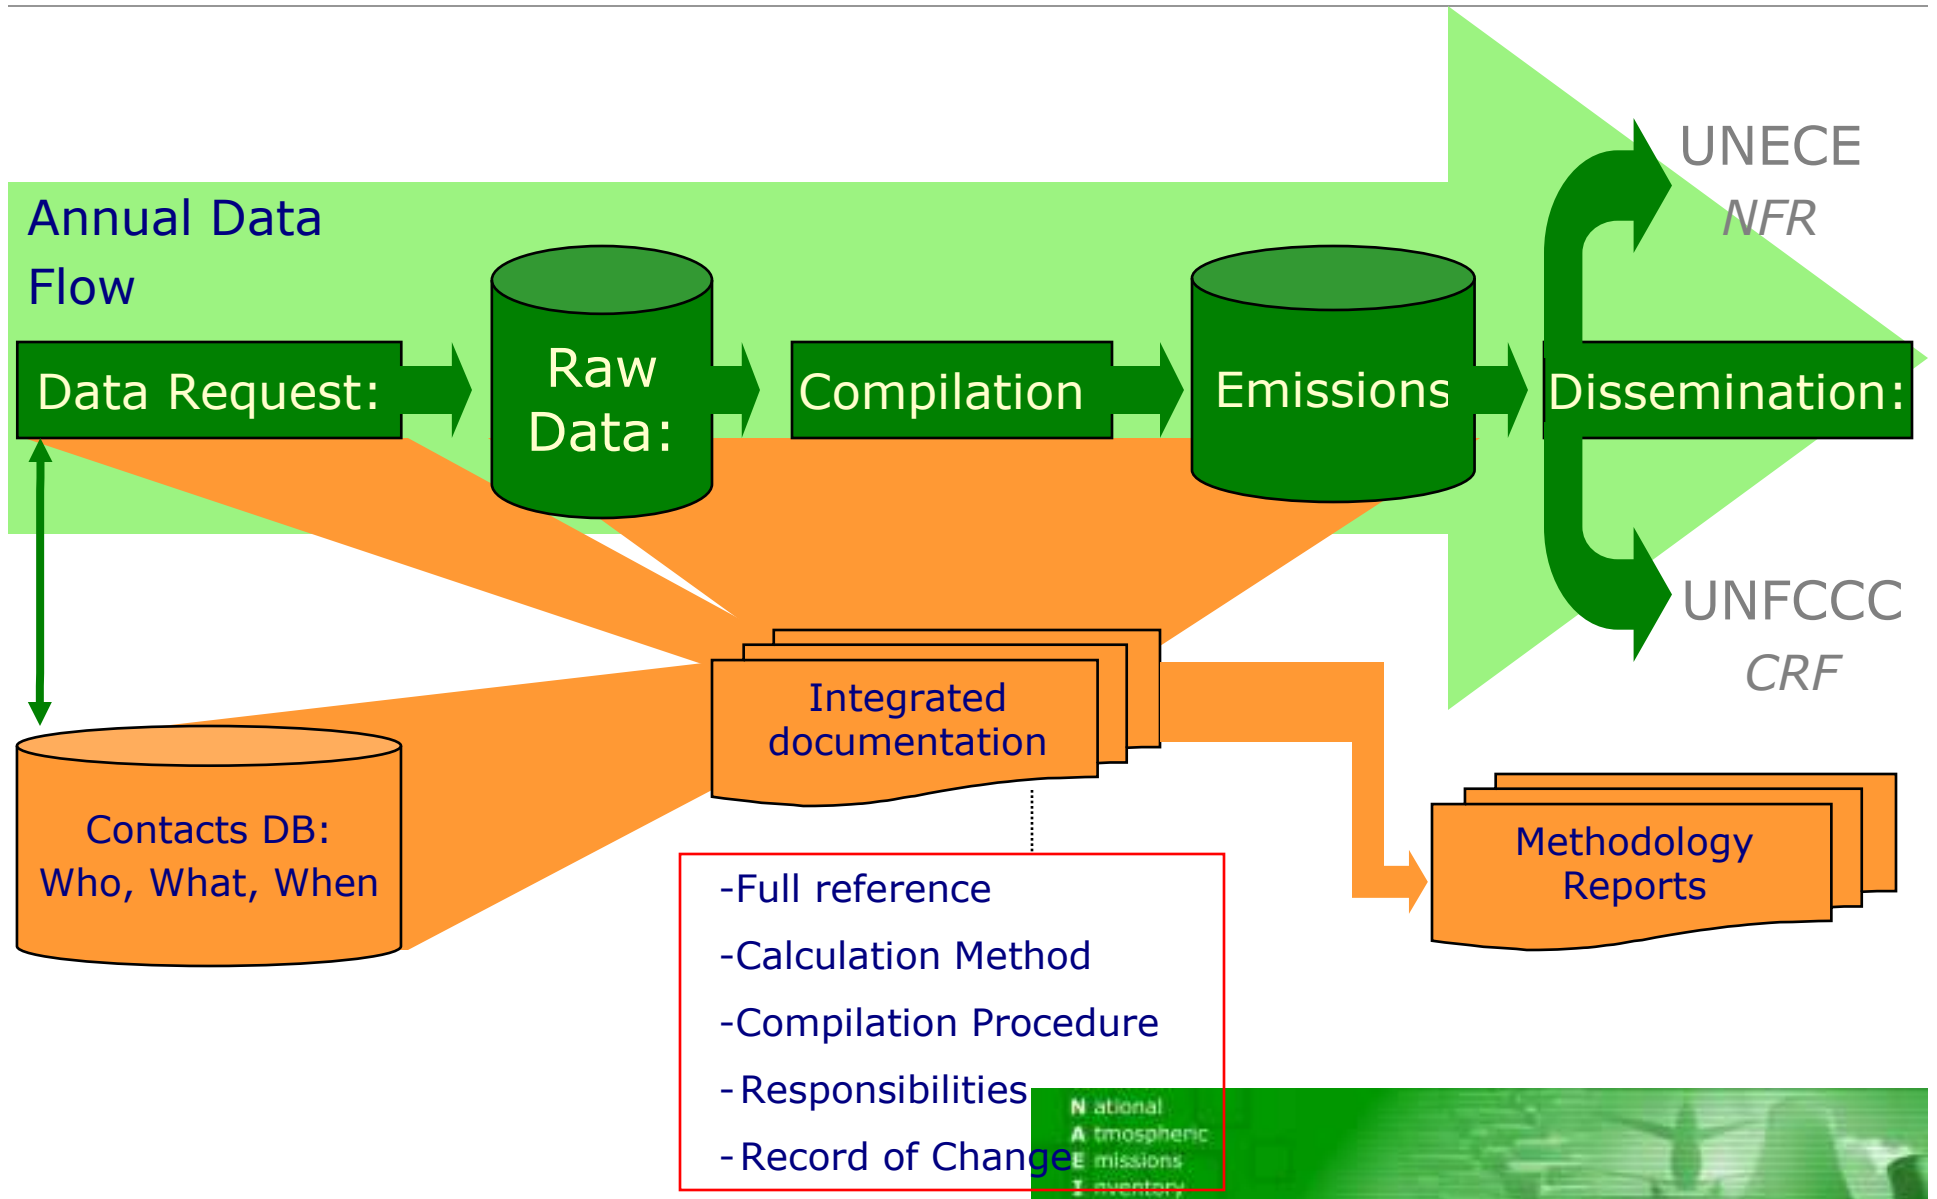 Annual Data
Flow
Data Request:
Raw
Data:
Compilation
Emissions
Dissemination:
UNECE
NFR
UNFCCC
CRF
Integrated
documentation
Contacts DB:
Who, What, When
Methodology
Reports
-Full reference
-Calculation Method
-Compilation Procedure
-Responsibilities
-Record of Change
N ational
A tmospheric
E missions
I nventory